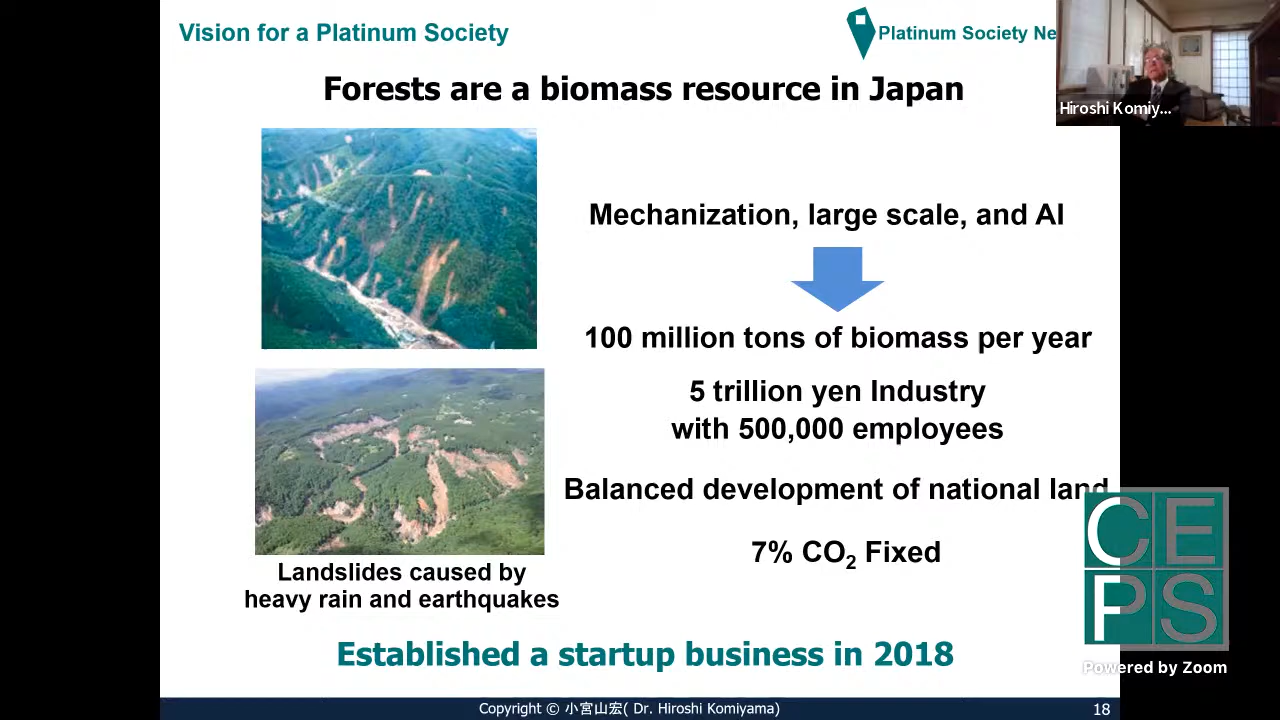 Vision for a Platinum Society
Platinum Society Ne
Hiroshi Komiy...
Forests are a biomass resource in Japan
Mechanization, large scale, and AI
100 million tons of biomass per year
5 trillion yen Industry
with 500,000 employees
Balanced development of national land
7% CO₂ Fixed
Landslides caused by
heavy rain and earthquakes
Established a startup business in 2018
CE
PS
Powered by Zoom
Copyright © 小宮山宏( Dr. Hiroshi Komiyama)
18